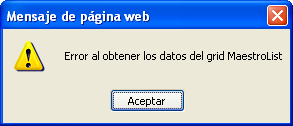 Mensaje de página web
Error al obtener los datos del grid MaestroList
Aceptar